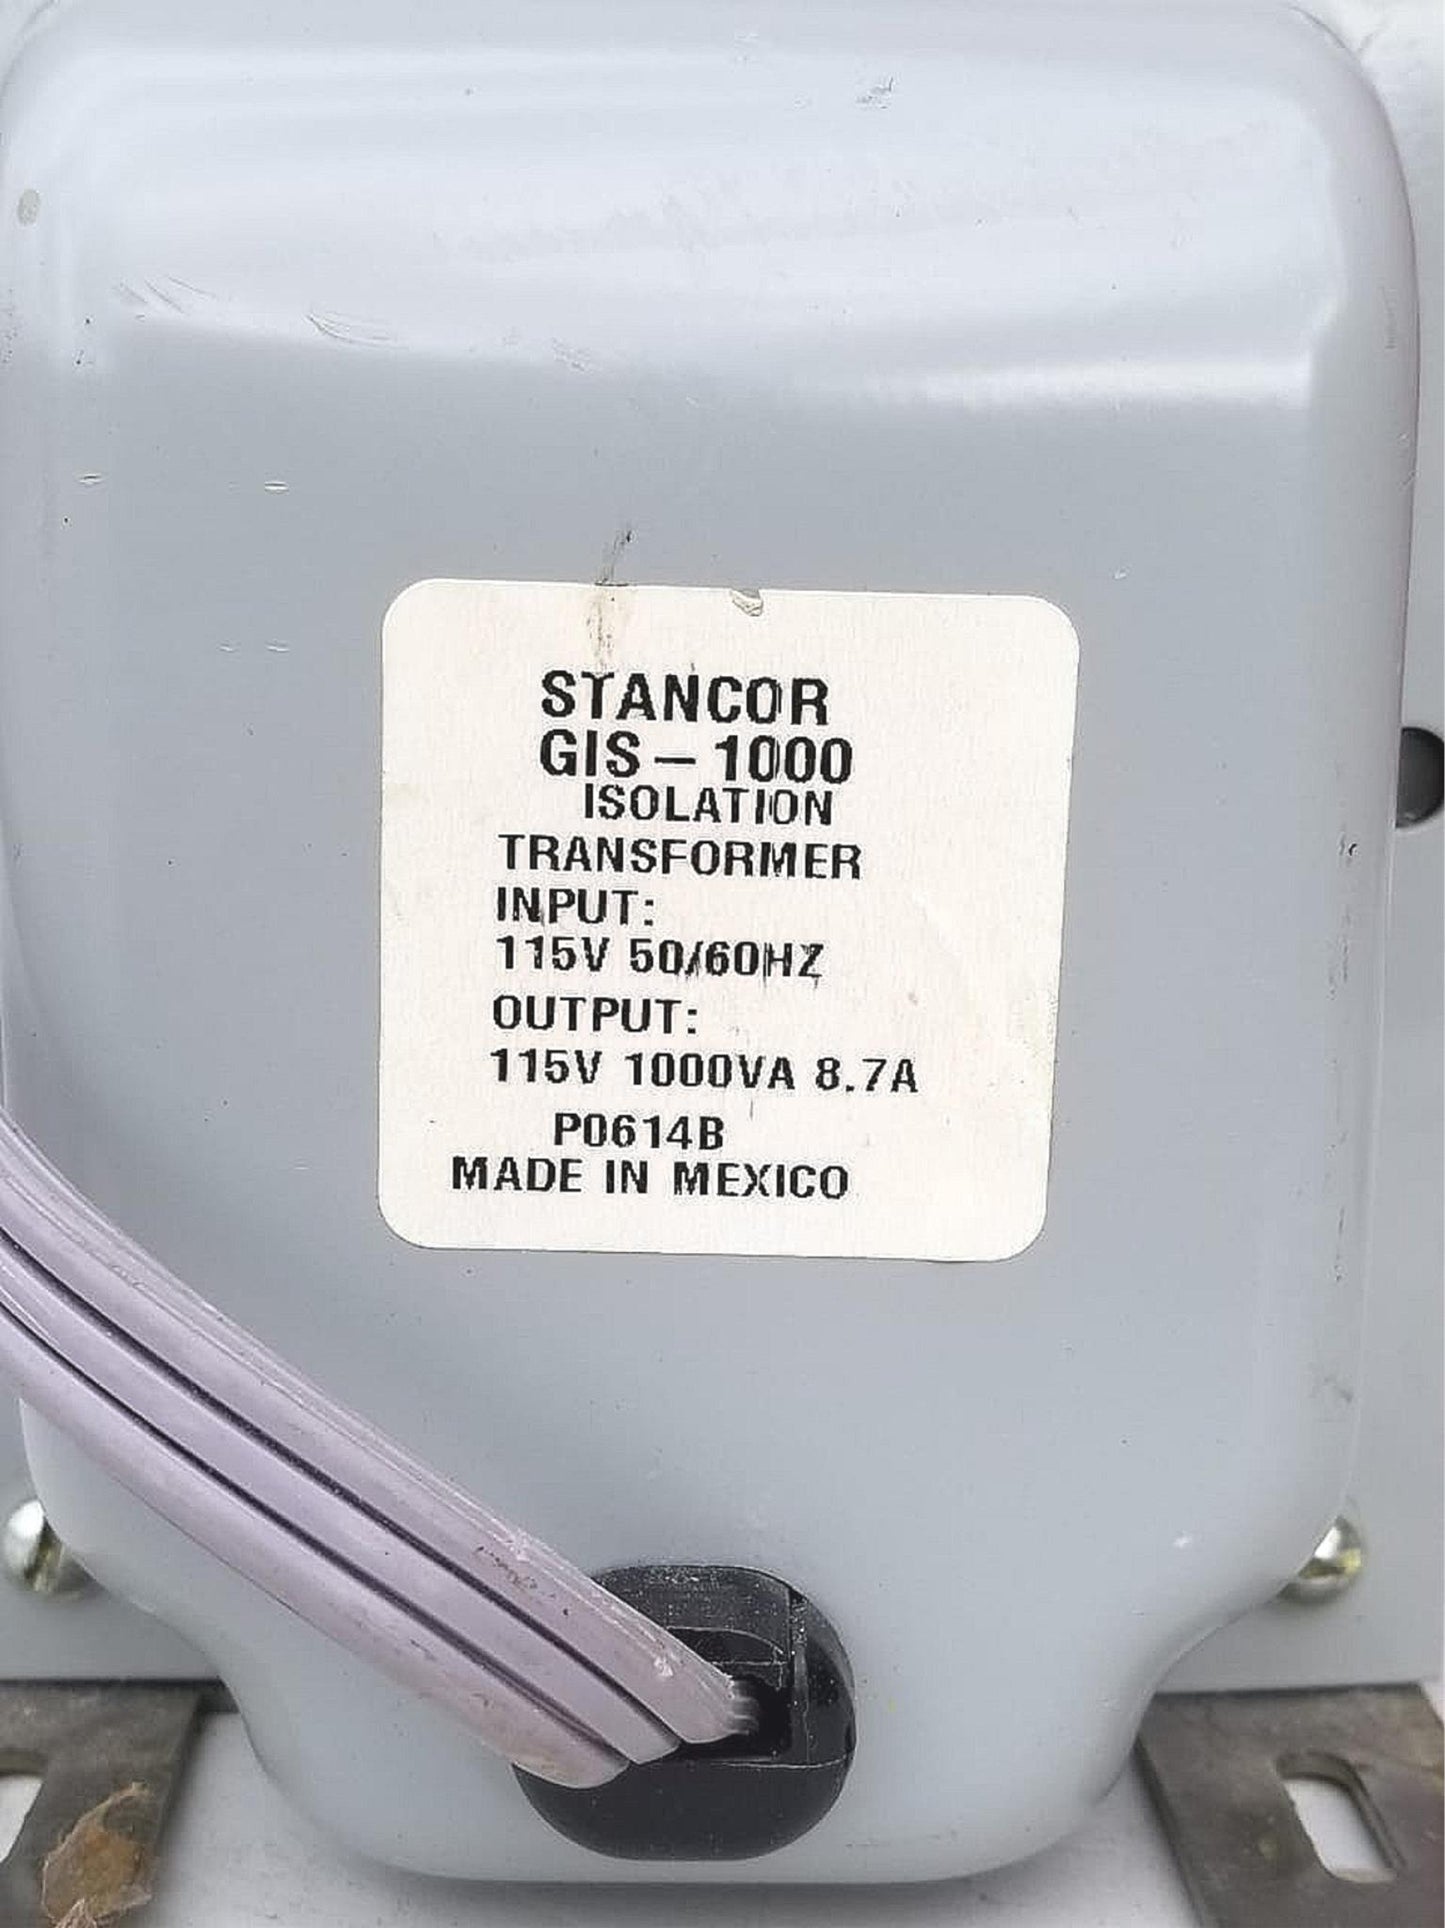 STANCOR
GIS - 1000
ISOLATION
TRANSFORMER
INPUT:
115V 50/60HZ
OUTPUT:
115V 1000VA 8.7A
P0614B
MADE IN MEXICO